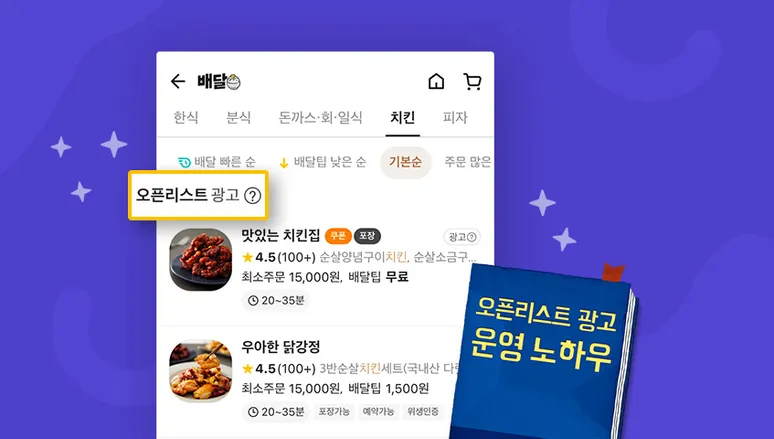 배달
한식 분식 돈까스·회·일식 치킨 피자
배달 빠른 순 배달팁 낮은 순 기본순 주문 많은
오픈리스트 광고 ?
맛있는 치킨집 쿠폰 포장 광고?
4.5(100+) 순살양념구이치킨, 순살소금구...
최소주문 15,000원, 배달팁 무료
20~35분
우아한 닭강정
4.5(100+) 3반순살치킨세트(국내산 다
최소주문 15,000원, 배달팁 1,500원
20~35분 포장가능 예약가능 위생인증
오픈리스트 광고
운영 노하우